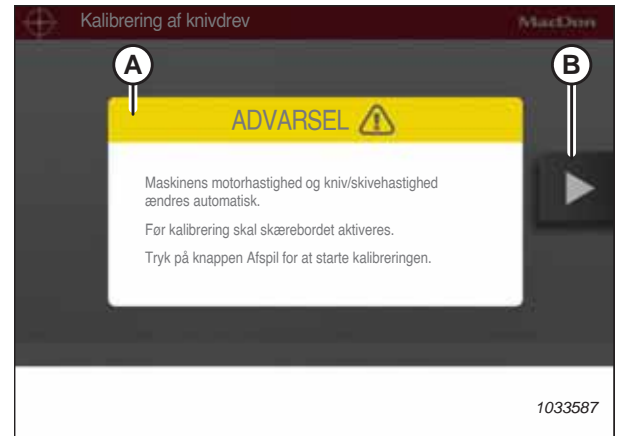 Kalibrering af knivdrev
MacDon
A
B
ADVARSEL
Maskinens motorhastighed og kniv/skivehastighed
ændres automatisk.
Før kalibrering skal skærebordet aktiveres.
Tryk på knappen Afspil for at starte kalibreringen.
1033587